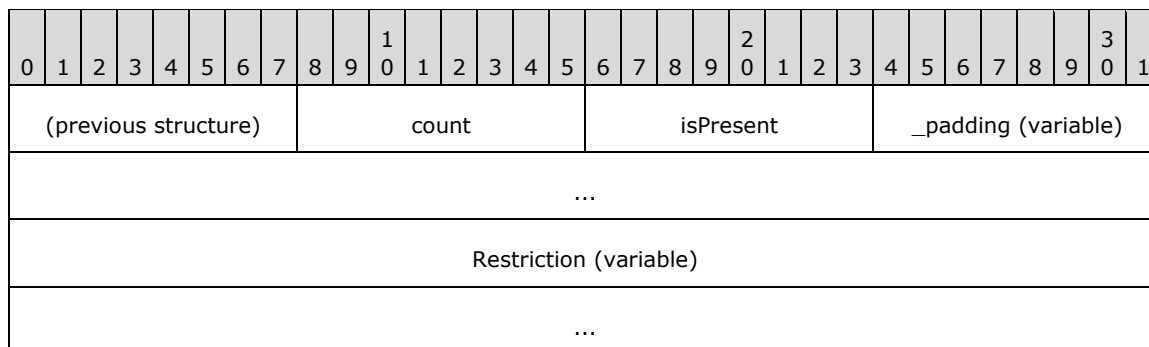 1 2 3
0 1 2 3 4 5 6 7 8 9 0 1 2 3 4 5 6 7 8 9 0 1 2 3 4 5 6 7 8 9 0 1
(previous structure) count isPresent _padding (variable)
...
Restriction (variable)
...